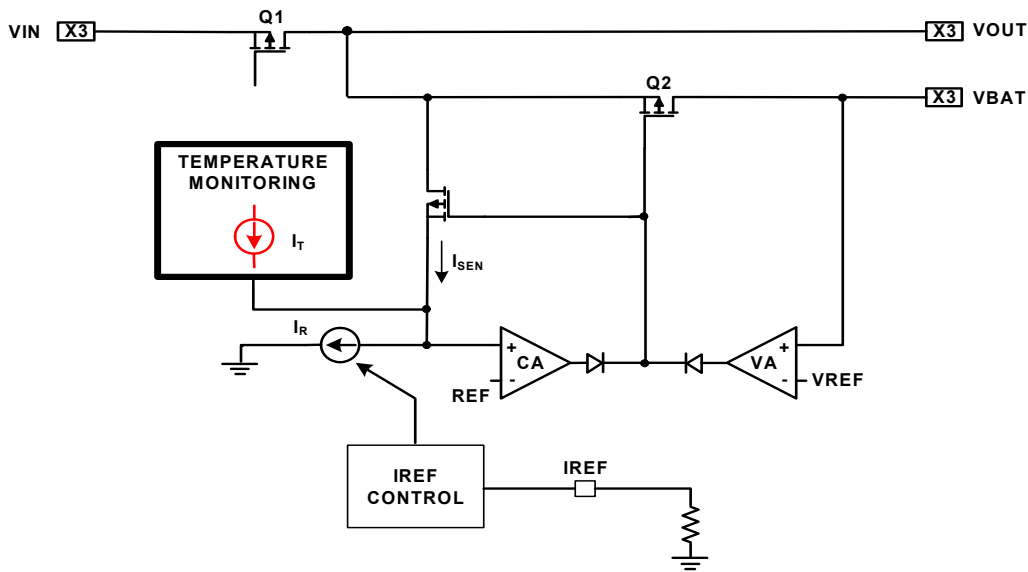 Q1
VIN X3
X3 VOUT
Q2
X3 VBAT
TEMPERATURE
MONITORING
IT
ISEN
IR
+
CA
-
REF
+
VA
-
VREF
IREF
CONTROL
IREF